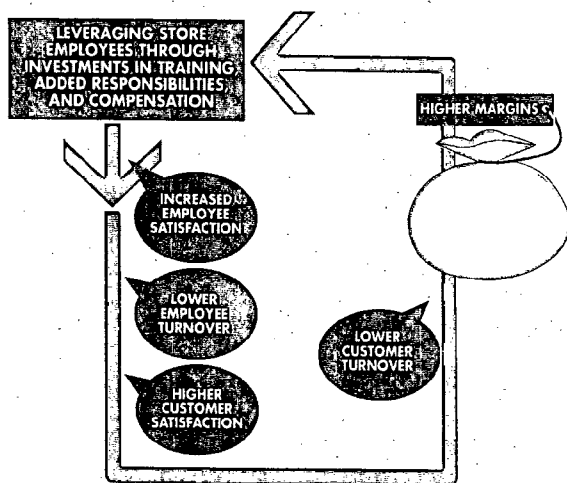 LEVERAGING STORE
EMPLOYEES THROUGH
INVESTMENTS IN TRAINING
ADDED RESPONSIBILITIES
AND COMPENSATION
HIGHER MARGINS
INCREASED
EMPLOYEE
SATISFACTION
LOWER
EMPLOYEE
TURNOVER
LOWER
CUSTOMER
TURNOVER
HIGHER
CUSTOMER
SATISFACTION